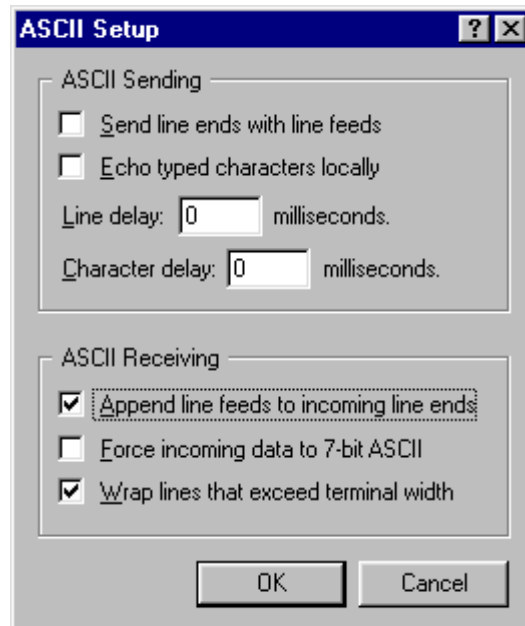 ASCII Setup
ASCII Sending
Send line ends with line feeds
Echo typed characters locally
Line delay: 0 milliseconds.
Character delay: 0 milliseconds.
ASCII Receiving
Append line feeds to incoming line ends
Force incoming data to 7-bit ASCII
Wrap lines that exceed terminal width
OK Cancel